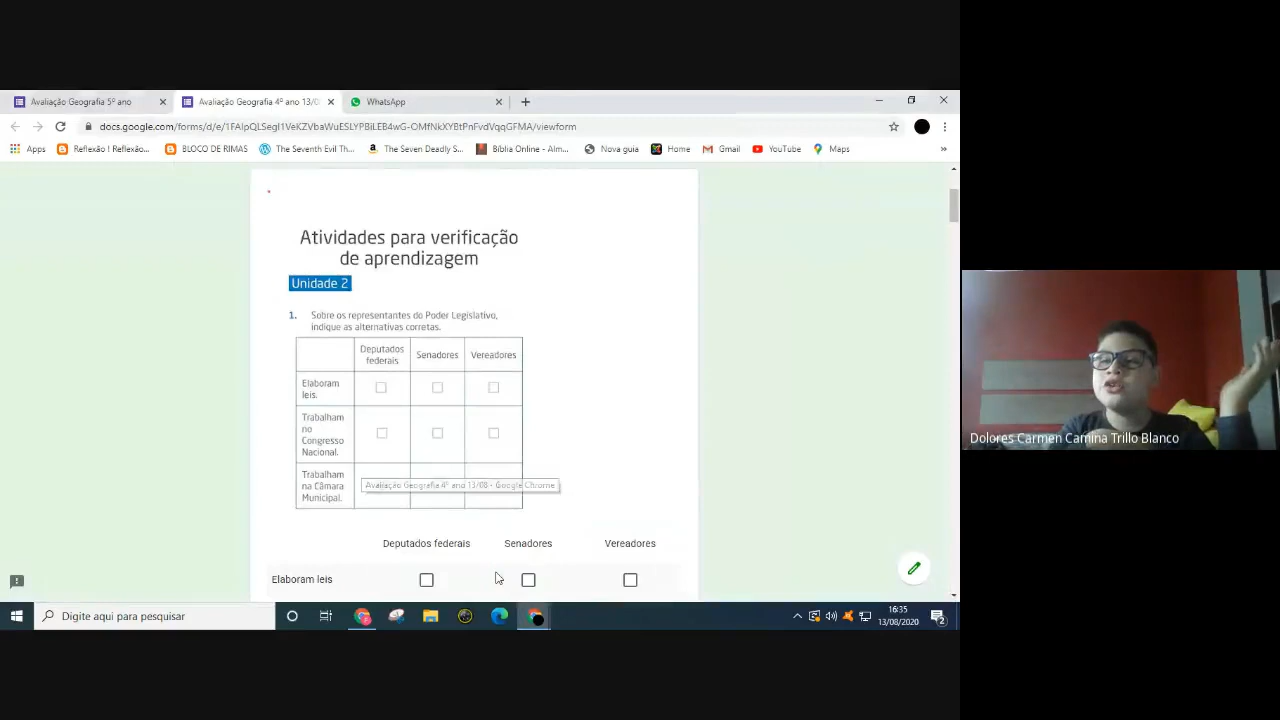 Avaliação Geografia 5º ano
Avaliação Geografia 4º ano 13/0
WhatsApp
docs.google.com/forms/d/e/1FAIpQLSegI1VeKZVbaWuESLYPBiLEB4wG-OMfNkXYBtPnFvdVqqGFMA/viewform
Apps
Reflexão ! Reflexão...
BLOCO DE RIMAS
The Seventh Evil Th...
The Seven Deadly S...
Bíblia Online - Alm...
Nova guia
Home
Gmail
YouTube
Maps
»
Atividades para verificação
de aprendizagem
Unidade 2
1. Sobre os representantes do Poder Legislativo,
indique as alternativas corretas.
Deputados
federais
Senadores
Vereadores
Elaboram
leis.
Trabalham
no
Congresso
Nacional.
Trabalham
na Câmara
Municipal.
Avaliação Geografia 4º ano 13/08 - Google Chrome
Deputados federais
Senadores
Vereadores
Elaboram leis
Dolores Carmen Camina Trillo Blanco
Digite aqui para pesquisar
16:35
13/08/2020
2